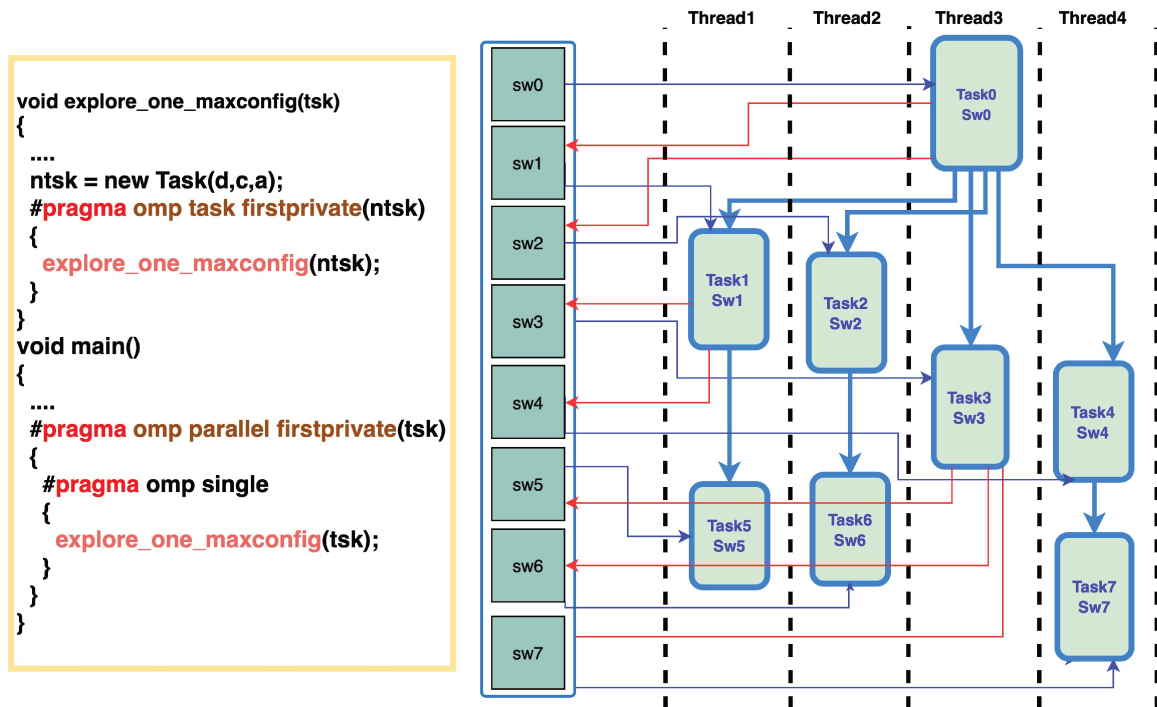 void explore_one_maxconfig(tsk)
{
....
ntsk = new Task(d,c,a);
#pragma omp task firstprivate(ntsk)
{
explore_one_maxconfig(ntsk);
}
}
void main()
{
....
#pragma omp parallel firstprivate(tsk)
{
#pragma omp single
{
explore_one_maxconfig(tsk);
}
}
}
sw0
sw1
sw2
sw3
sw4
sw5
sw6
sw7
Thread1
Thread2
Thread3
Thread4
Task0
Sw0
Task1
Sw1
Task2
Sw2
Task3
Sw3
Task4
Sw4
Task5
Sw5
Task6
Sw6
Task7
Sw7